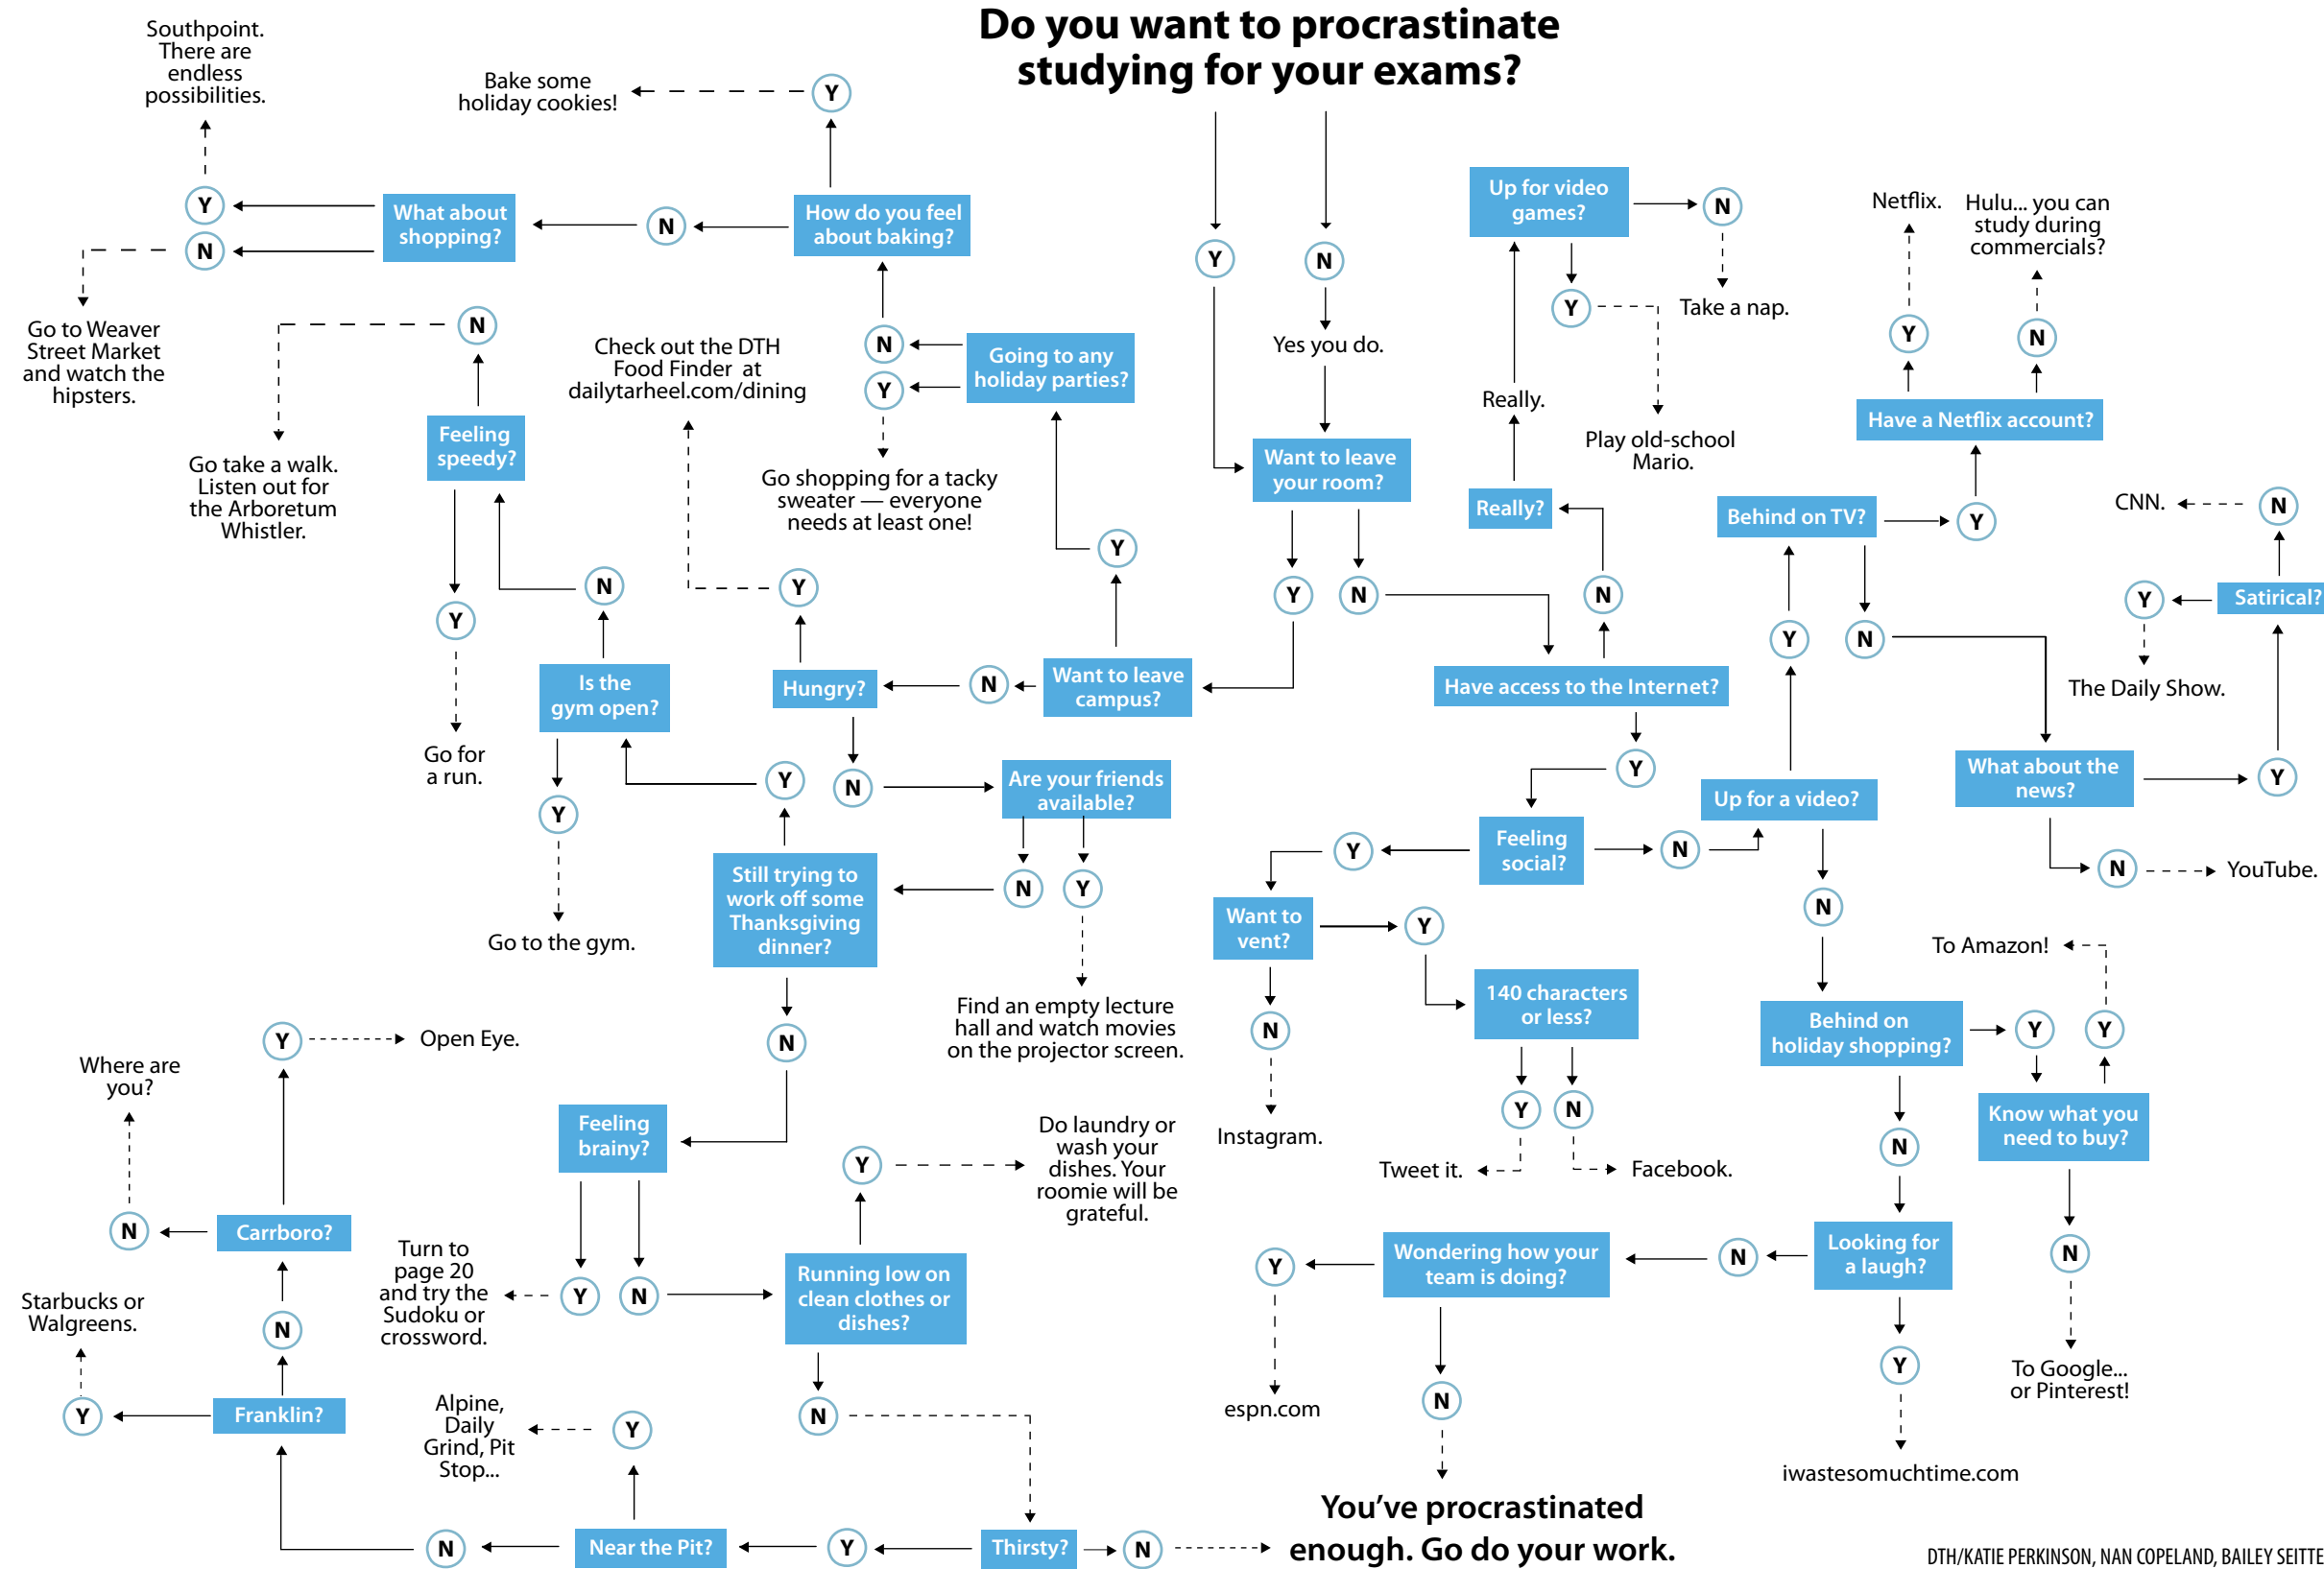 Do you want to procrastinate
studying for your exams?
Y
N
Yes you do.
Want to leave
your room?
Y
N
Want to leave
campus?
Y
N
Going to any
holiday parties?
N
Y
Go shopping for a tacky
sweater — everyone
needs at least one!
How do you feel
about baking?
Y
Bake some
holiday cookies!
N
What about
shopping?
Y
Southpoint.
There are
endless
possibilities.
N
Go to Weaver
Street Market
and watch the
hipsters.
Hungry?
Y
Check out the DTH
Food Finder at
dailytarheel.com/dining
N
Are your friends
available?
N
Y
Find an empty lecture
hall and watch movies
on the projector screen.
Still trying to
work off some
Thanksgiving
dinner?
Y
Is the
gym open?
Y
Go to the gym.
N
Feeling
speedy?
N
Go take a walk.
Listen out for
the Arboretum
Whistler.
Y
Go for
a run.
N
Feeling
brainy?
Y
Turn to
page 20
and try the
Sudoku or
crossword.
N
Running low on
clean clothes or
dishes?
Y
Do laundry or
wash your
dishes. Your
roomie will be
grateful.
N
Thirsty?
N
Y
Near the Pit?
Y
Alpine,
Daily
Grind, Pit
Stop...
N
Franklin?
Y
Starbucks or
Walgreens.
N
Carrboro?
N
Where are
you?
Y
Open Eye.
Have access to the Internet?
N
Really?
Really.
Up for video
games?
N
Take a nap.
Y
Play old-school
Mario.
Y
Feeling
social?
Y
Want to
vent?
N
Instagram.
Y
140 characters
or less?
Y
Tweet it.
N
Facebook.
N
Up for a video?
Y
Behind on TV?
Y
Have a Netflix account?
Y
Netflix.
N
Hulu... you can
study during
commercials?
N
What about the
news?
Y
Satirical?
N
CNN.
Y
The Daily Show.
N
YouTube.
N
Behind on
holiday shopping?
Y
Know what you
need to buy?
Y
To Amazon!
N
To Google...
or Pinterest!
N
Looking for
a laugh?
Y
iwastesomuchtime.com
N
Wondering how your
team is doing?
Y
espn.com
N
You’ve procrastinated
enough. Go do your work.
DTH/KATIE PERKINSON, NAN COPELAND, BAILEY SEITTE